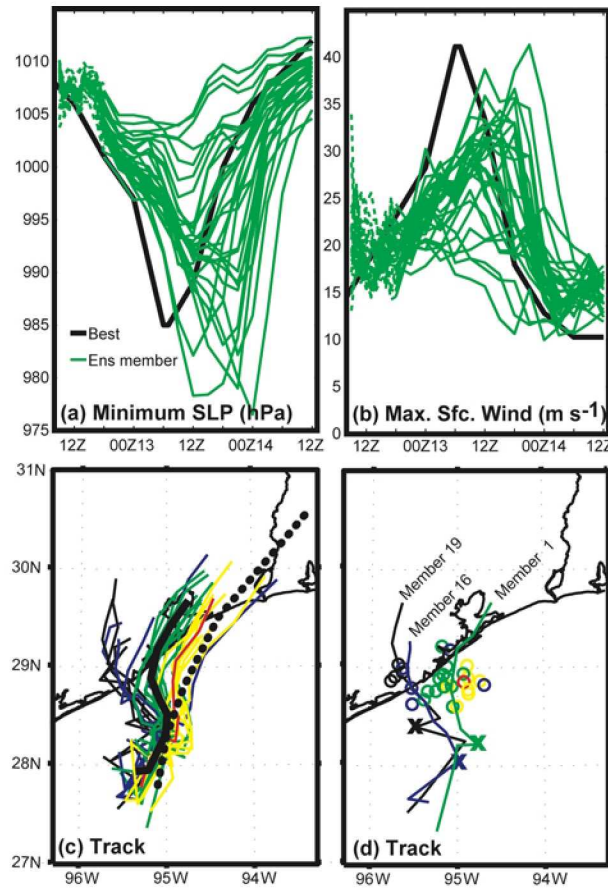 1010
1005
1000
995
990
985
980
975
Best
Ens member
(a) Minimum SLP (hPa)
12Z 00Z13 12Z 00Z14 12Z
40
35
30
25
20
15
10
5
0
(b) Max. Sfc. Wind (m s-1)
12Z 00Z13 12Z 00Z14 12Z
31N
30N
29N
28N
27N
(c) Track
96W 95W 94W
Member 19
Member 16
Member 1
(d) Track
96W 95W 94W